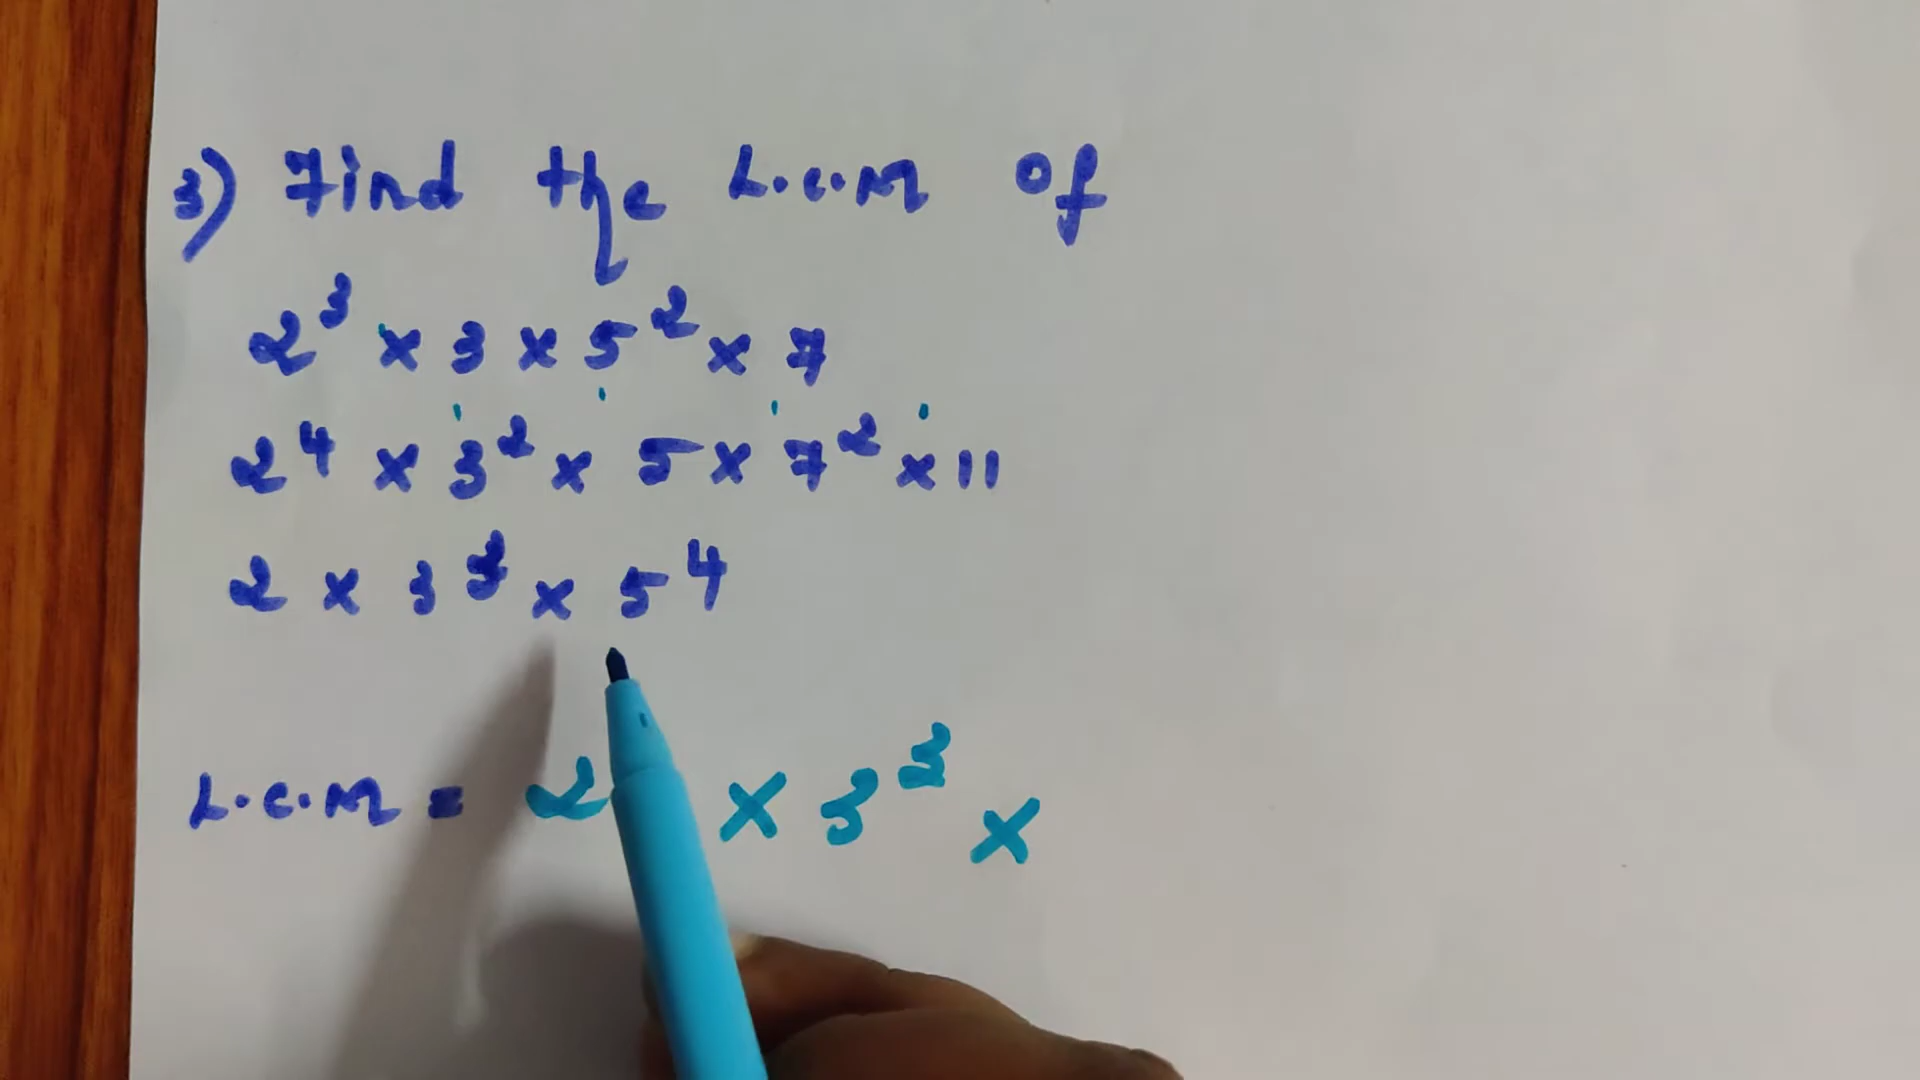 3) Find the L.C.M of
2³ × 3 × 5² × 7
2⁴ × 3² × 5 × 7² × 11
2 × 3³ × 5⁴
L.C.M = 2 × 3³ ×